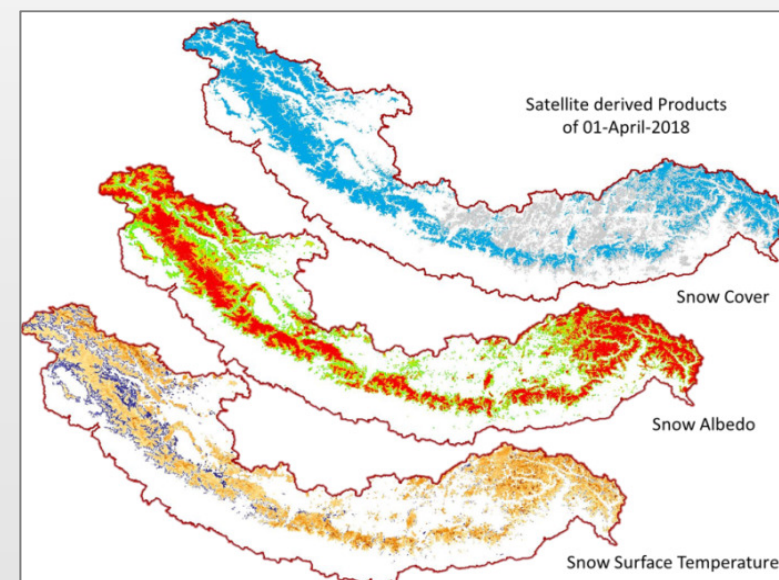 Satellite derived Products
of 01-April-2018
Snow Cover
Snow Albedo
Snow Surface Temperature